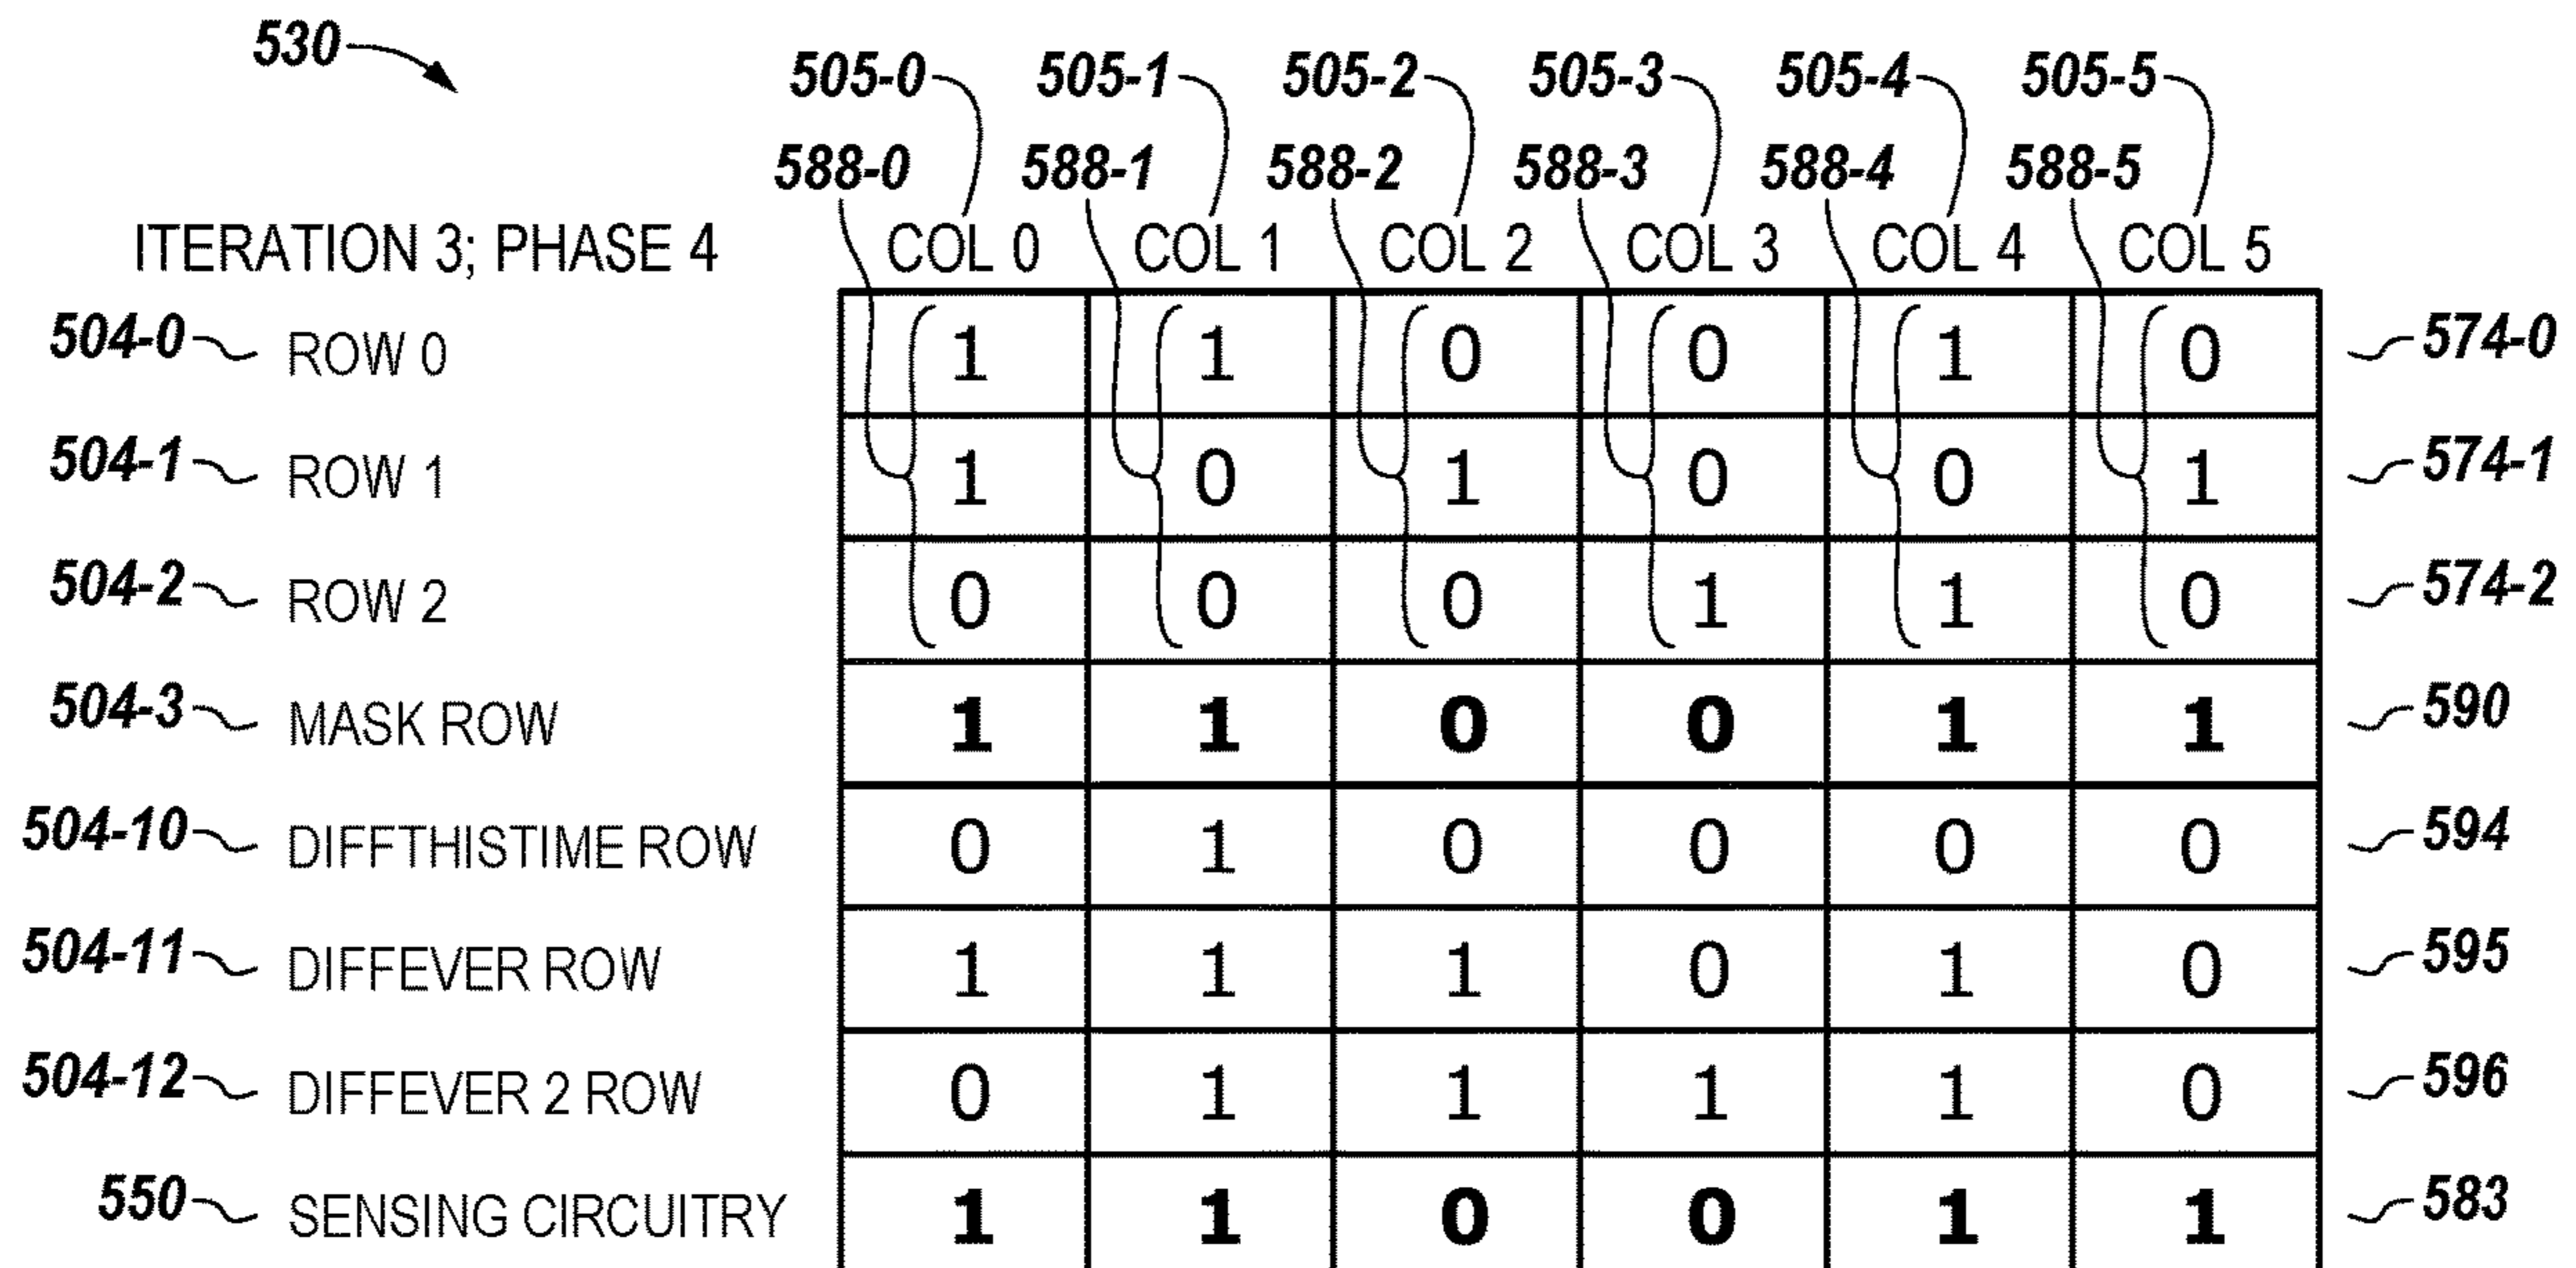 530
505-0 505-1 505-2 505-3 505-4 505-5
588-0 588-1 588-2 588-3 588-4 588-5
ITERATION 3; PHASE 4 COL 0 COL 1 COL 2 COL 3 COL 4 COL 5
504-0 ROW 0 1 1 0 0 1 0 574-0
504-1 ROW 1 1 0 1 0 0 1 574-1
504-2 ROW 2 0 0 0 1 1 0 574-2
504-3 MASK ROW 1 1 0 0 1 1 590
504-10 DIFFTHISTIME ROW 0 1 0 0 0 0 594
504-11 DIFFEVER ROW 1 1 1 0 1 0 595
504-12 DIFFEVER 2 ROW 0 1 1 1 1 0 596
550 SENSING CIRCUITRY 1 1 0 0 1 1 583